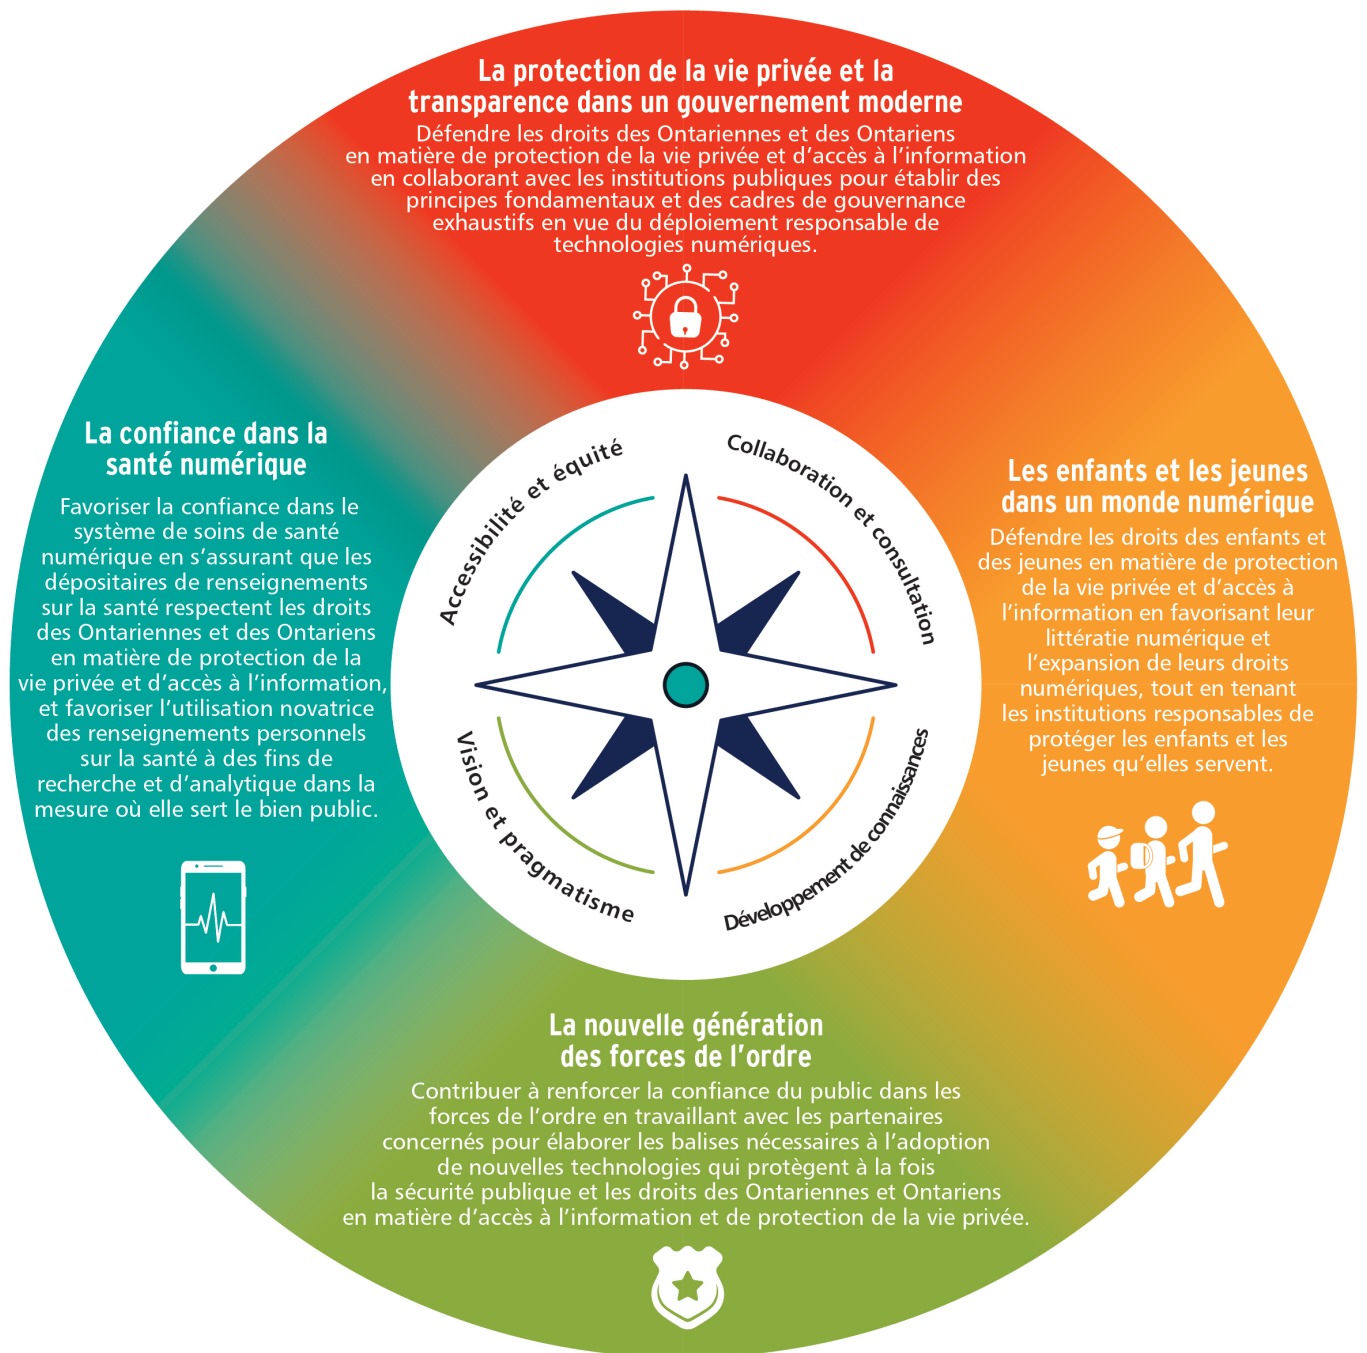 La protection de la vie privée et la
transparence dans un gouvernement moderne
Défendre les droits des Ontariennes et des Ontariens
en matière de protection de la vie privée et d’accès à l’information
en collaborant avec les institutions publiques pour établir des
principes fondamentaux et des cadres de gouvernance
exhaustifs en vue du déploiement responsable de
technologies numériques.
La confiance dans la
santé numérique
Favoriser la confiance dans le
système de soins de santé
numérique en s’assurant que les
dépositaires de renseignements
sur la santé respectent les droits
des Ontariennes et des Ontariens
en matière de protection de la
vie privée et d’accès à l’information,
et favoriser l’utilisation novatrice
des renseignements personnels
sur la santé à des fins de
recherche et d’analytique dans la
mesure où elle sert le bien public.
Accessibilité et équité
Collaboration et consultation
Vision et pragmatisme
Développement de connaissances
Les enfants et les jeunes
dans un monde numérique
Défendre les droits des enfants et
des jeunes en matière de protection
de la vie privée et d’accès à
l’information en favorisant leur
littératie numérique et
l’expansion de leurs droits
numériques, tout en tenant
les institutions responsables de
protéger les enfants et les
jeunes qu’elles servent.
La nouvelle génération
des forces de l’ordre
Contribuer à renforcer la confiance du public dans les
forces de l’ordre en travaillant avec les partenaires
concernés pour élaborer les balises nécessaires à l’adoption
de nouvelles technologies qui protègent à la fois
la sécurité publique et les droits des Ontariennes et Ontariens
en matière d’accès à l’information et de protection de la vie privée.